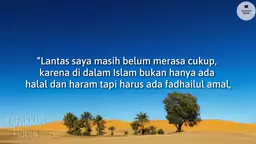 “Lantas saya masih belum merasa cukup,
karena di dalam Islam bukan hanya ada
halal dan haram tapi harus ada fadhailul amal,